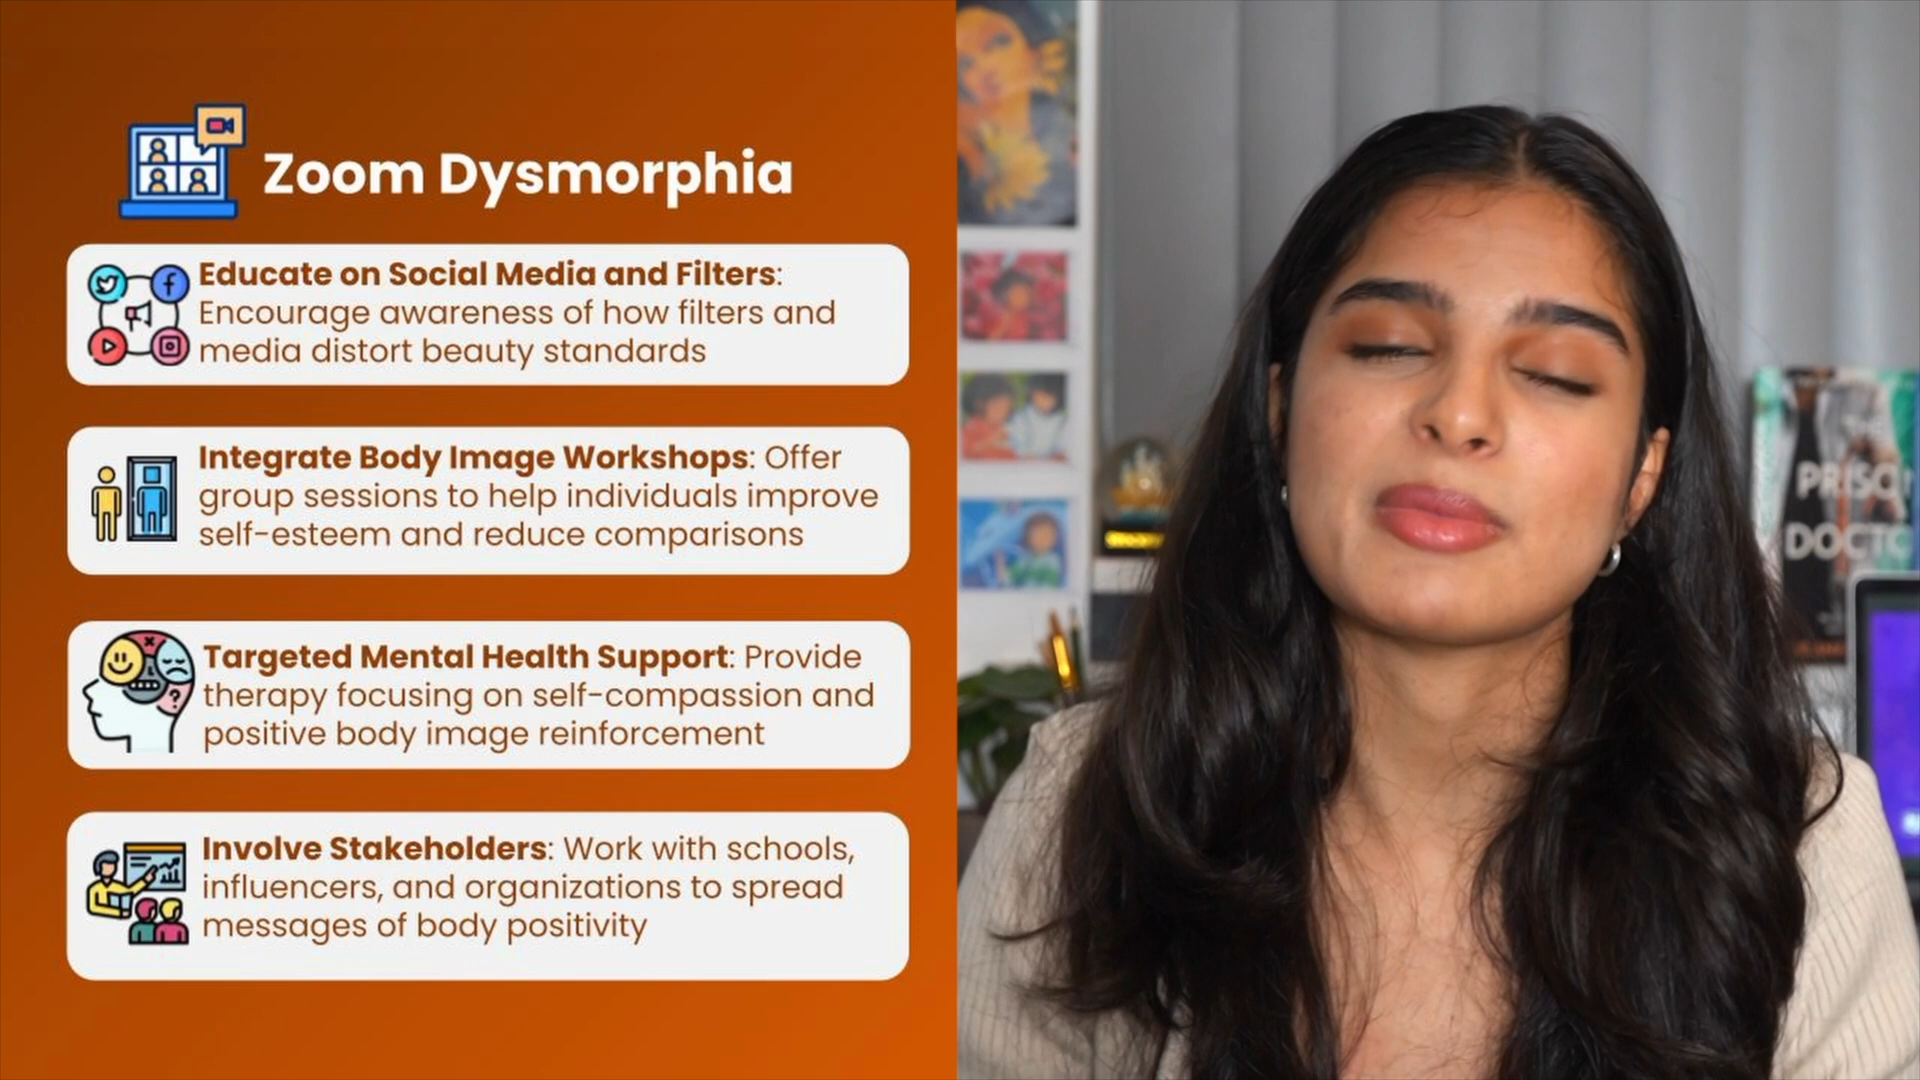 Zoom Dysmorphia
Educate on Social Media and Filters:
Encourage awareness of how filters and
media distort beauty standards
Integrate Body Image Workshops: Offer
group sessions to help individuals improve
self-esteem and reduce comparisons
Targeted Mental Health Support: Provide
therapy focusing on self-compassion and
positive body image reinforcement
Involve Stakeholders: Work with schools,
influencers, and organizations to spread
messages of body positivity